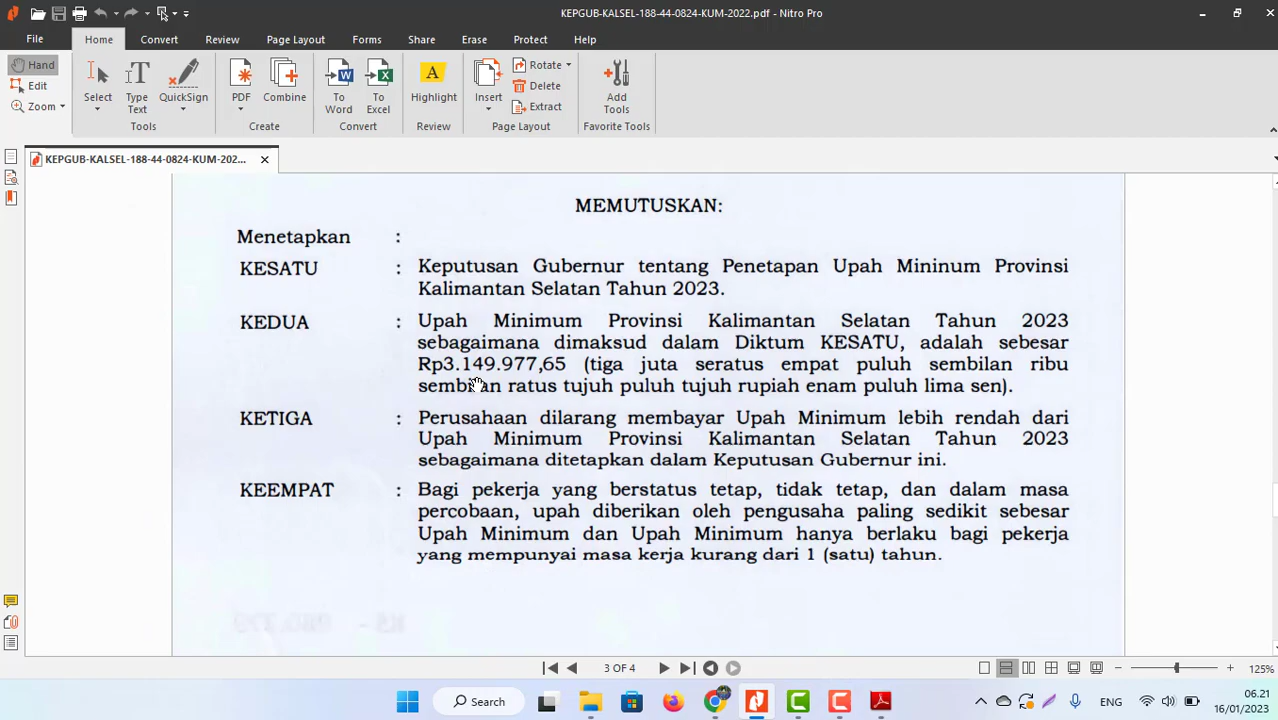 KEPGUB-KALSEL-188-44-0824-KUM-2022.pdf - Nitro Pro
File Home Convert Review Page Layout Forms Share Erase Protect Help
Hand
Edit
Zoom
Select
Type Text
QuickSign
Tools
PDF
Combine
Create
To Word
To Excel
Convert
Highlight
Review
Insert
Rotate
Delete
Extract
Page Layout
Add Tools
Favorite Tools
KEPGUB-KALSEL-188-44-0824-KUM-202...
MEMUTUSKAN:
Menetapkan :
KESATU : Keputusan Gubernur tentang Penetapan Upah Mininum Provinsi
Kalimantan Selatan Tahun 2023.
KEDUA : Upah Minimum Provinsi Kalimantan Selatan Tahun 2023
sebagaimana dimaksud dalam Diktum KESATU, adalah sebesar
Rp3.149.977,65 (tiga juta seratus empat puluh sembilan ribu
sembilan ratus tujuh puluh tujuh rupiah enam puluh lima sen).
KETIGA : Perusahaan dilarang membayar Upah Minimum lebih rendah dari
Upah Minimum Provinsi Kalimantan Selatan Tahun 2023
sebagaimana ditetapkan dalam Keputusan Gubernur ini.
KEEMPAT : Bagi pekerja yang berstatus tetap, tidak tetap, dan dalam masa
percobaan, upah diberikan oleh pengusaha paling sedikit sebesar
Upah Minimum dan Upah Minimum hanya berlaku bagi pekerja
yang mempunyai masa kerja kurang dari 1 (satu) tahun.
3 OF 4
125%
Search
ENG
06.21
16/01/2023